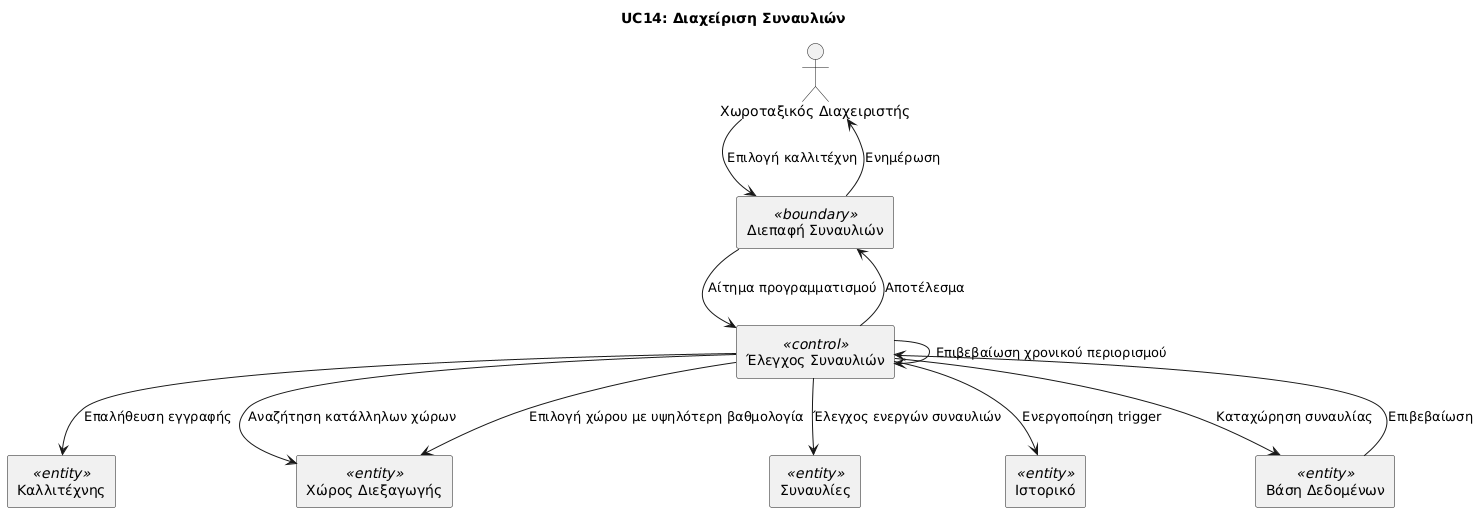 UC14: Διαχείριση Συναυλιών
Χωροταξικός Διαχειριστής
Επιλογή καλλιτέχνη
Ενημέρωση
«boundary»
Διεπαφή Συναυλιών
Αίτημα προγραμματισμού
Αποτέλεσμα
«control»
Έλεγχος Συναυλιών
Επιβεβαίωση χρονικού περιορισμού
Επαλήθευση εγγραφής
Αναζήτηση κατάλληλων χώρων
Επιλογή χώρου με υψηλότερη βαθμολογία
Έλεγχος ενεργών συναυλιών
Ενεργοποίηση trigger
Καταχώρηση συναυλίας
Επιβεβαίωση
«entity»
Καλλιτέχνης
«entity»
Χώρος Διεξαγωγής
«entity»
Συναυλίες
«entity»
Ιστορικό
«entity»
Βάση Δεδομένων